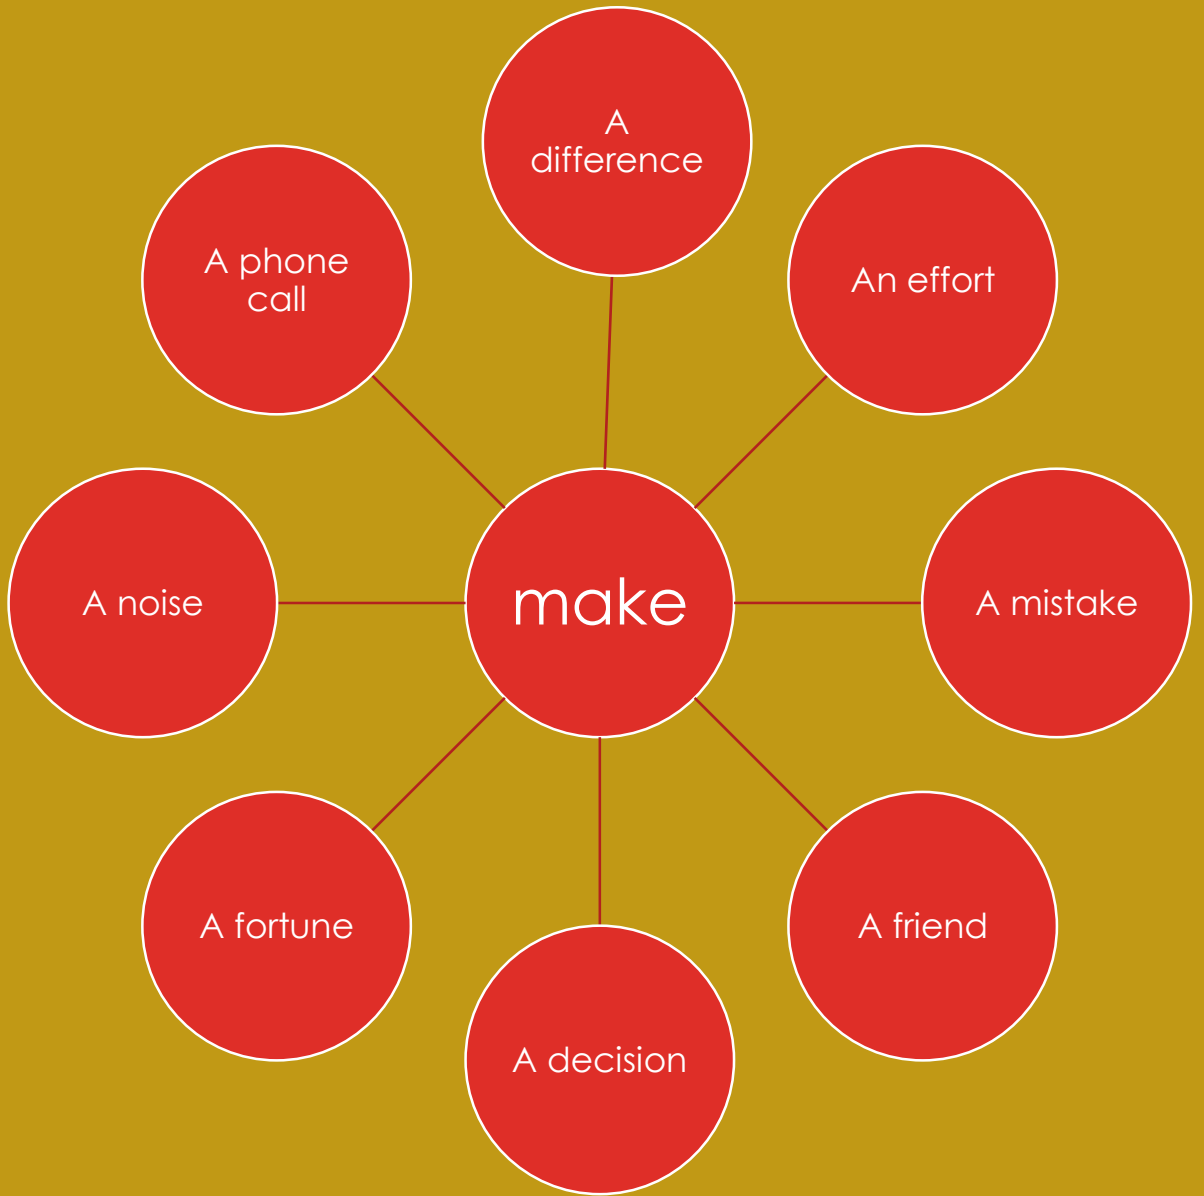 A
difference
A phone
call
An effort
A noise
make
A mistake
A fortune
A friend
A decision